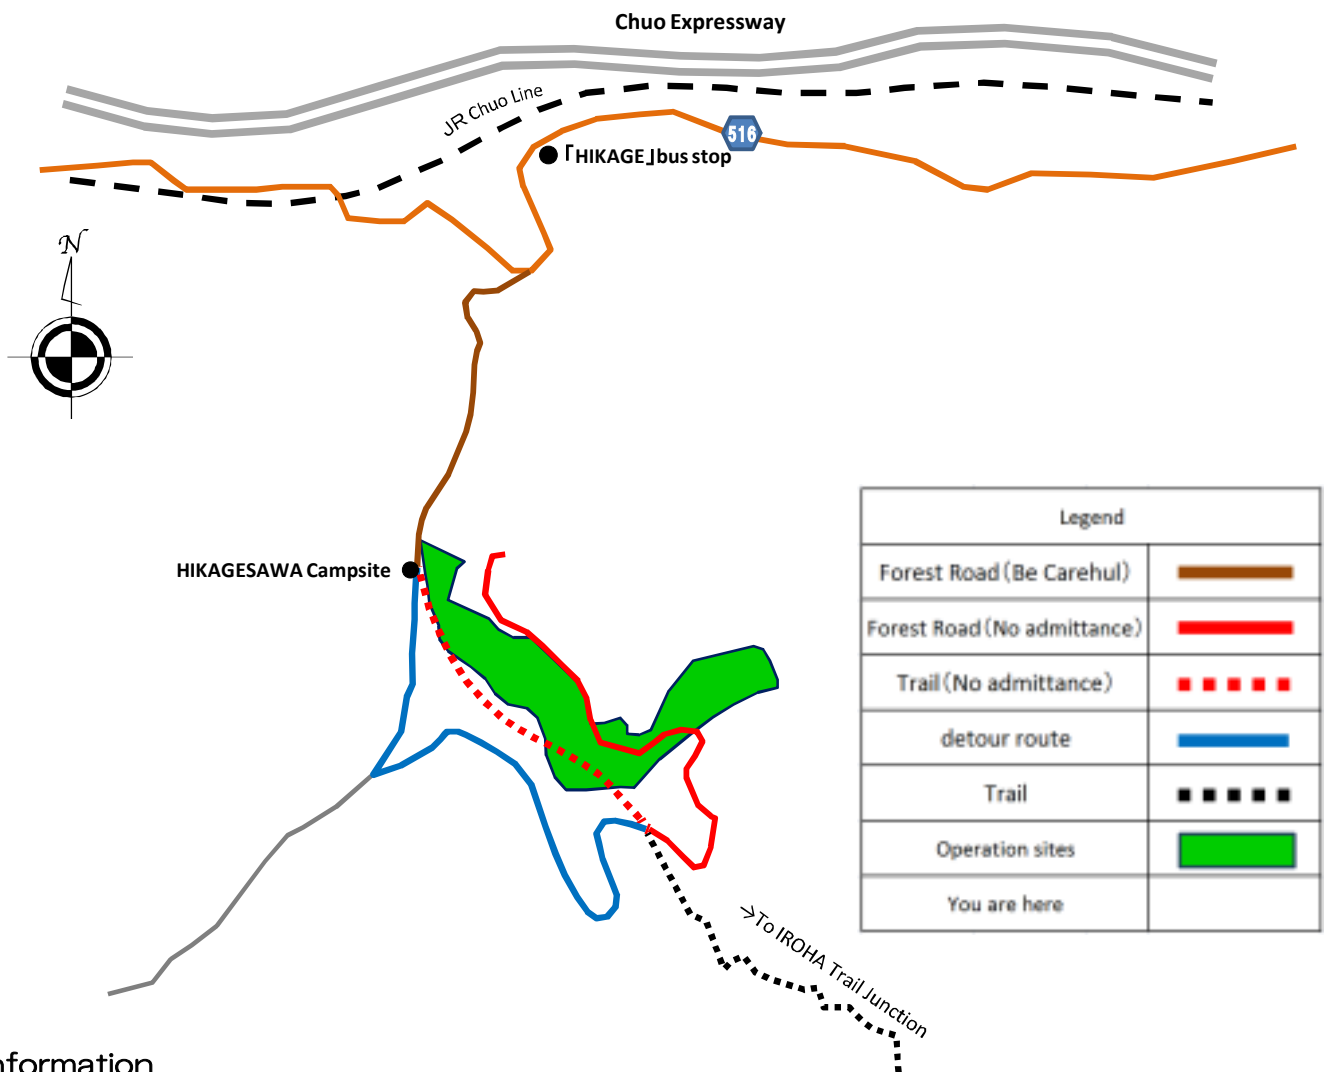 Chuo Expressway
JR Chuo Line
516
｢HIKAGE｣bus stop
N
HIKAGESAWA Campsite
Legend
Forest Road(Be Carehul)
Forest Road(No admittance)
Trail(No admittance)
detour route
Trail
Operation sites
You are here
→To IROHA Trail Junction
nformation